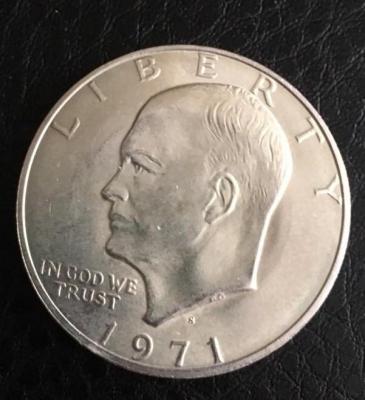 LIBERTY
IN GOD WE
TRUST
S
1971